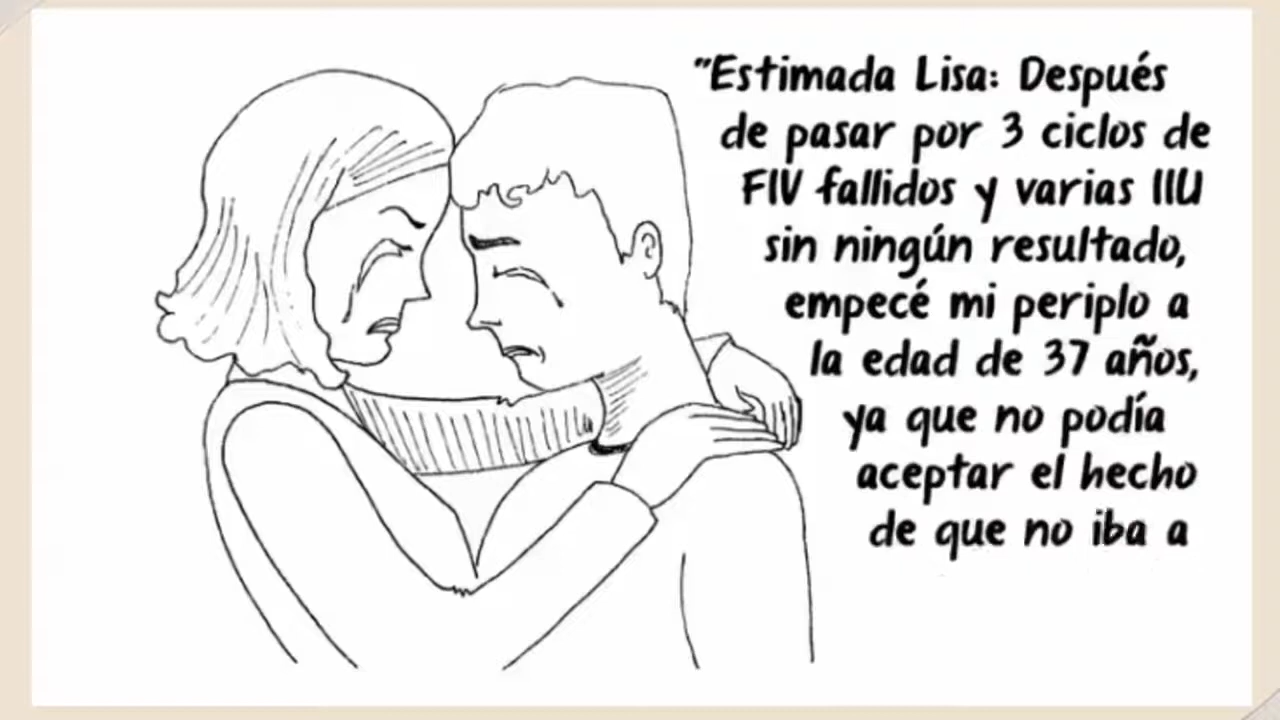 "Estimada Lisa: Después
de pasar por 3 ciclos de
FIV fallidos y varias IIU
sin ningún resultado,
empecé mi periplo a
la edad de 37 años,
ya que no podía
aceptar el hecho
de que no iba a